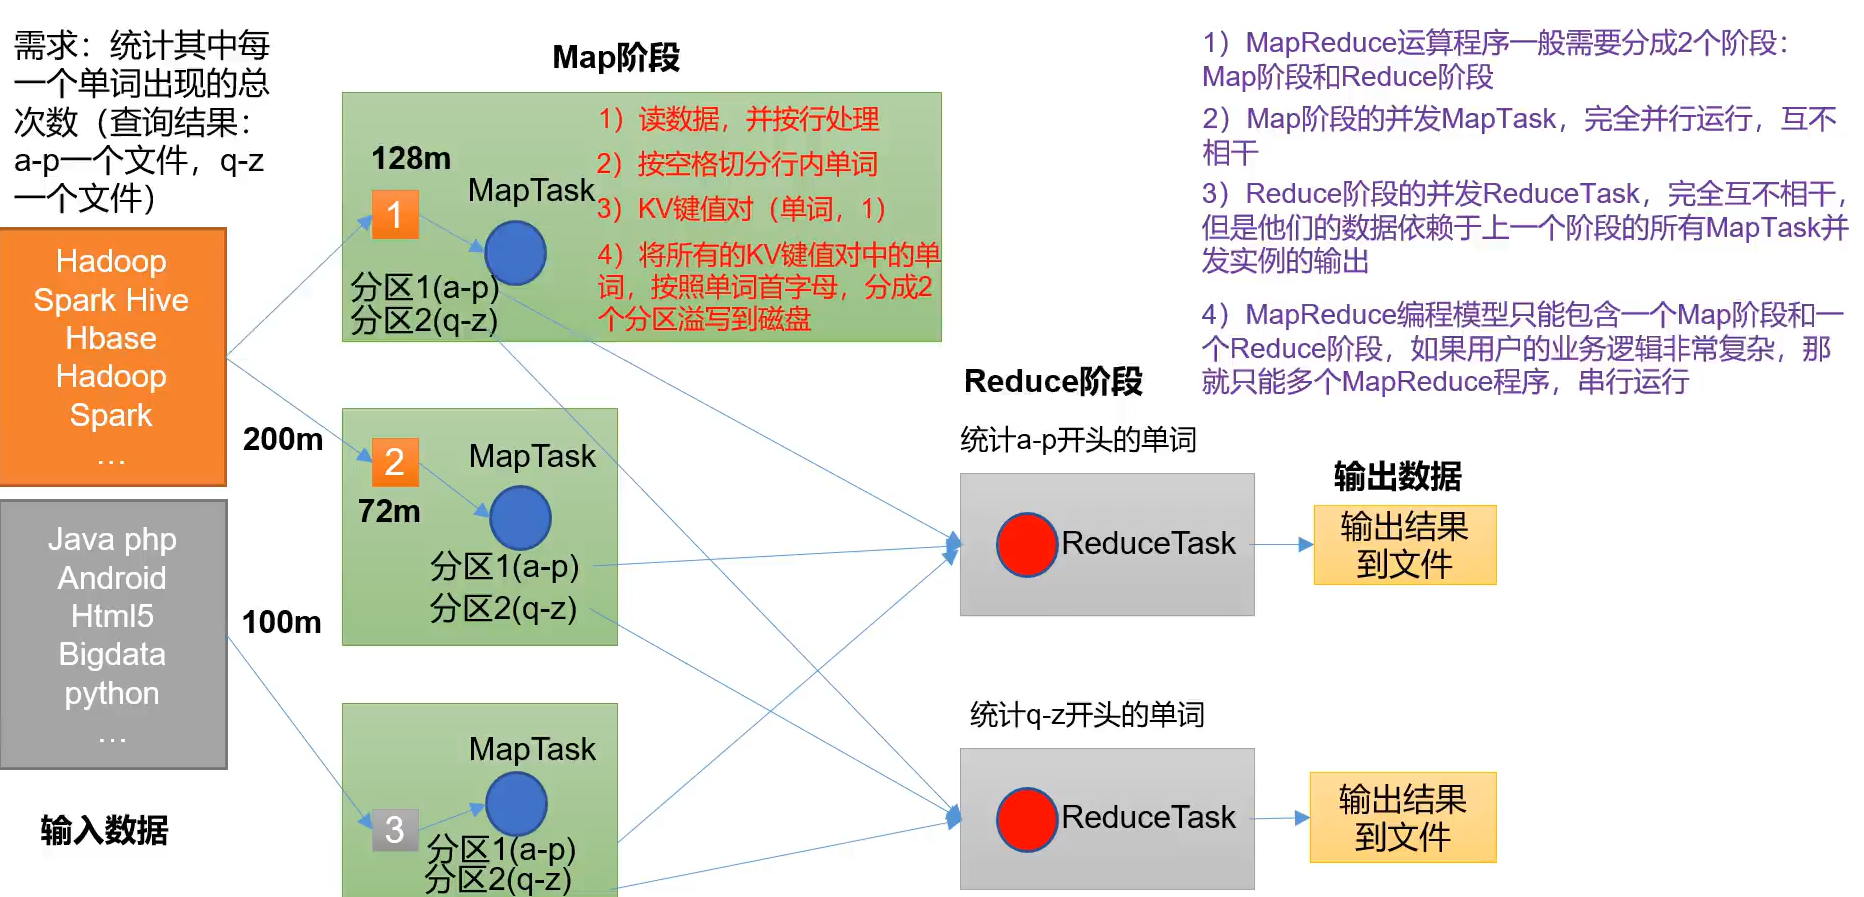 需求：统计其中每
一个单词出现的总
次数（查询结果：
a-p一个文件，q-z
一个文件）
Hadoop
Spark Hive
Hbase
Hadoop
Spark
…
200m
Java php
Android
Html5
Bigdata
python
…
100m
输入数据
Map阶段
128m
1
MapTask
分区1(a-p)
分区2(q-z)
1）读数据，并按行处理
2）按空格切分行内单词
3）KV键值对（单词，1）
4）将所有的KV键值对中的单
词，按照单词首字母，分成2
个分区溢写到磁盘
2
72m
MapTask
分区1(a-p)
分区2(q-z)
3
MapTask
分区1(a-p)
分区2(q-z)
Reduce阶段
统计a-p开头的单词
ReduceTask
统计q-z开头的单词
ReduceTask
输出数据
输出结果
到文件
输出结果
到文件
1）MapReduce运算程序一般需要分成2个阶段：
Map阶段和Reduce阶段
2）Map阶段的并发MapTask，完全并行运行，互不
相干
3）Reduce阶段的并发ReduceTask，完全互不相干，
但是他们的数据依赖于上一个阶段的所有MapTask并
发实例的输出
4）MapReduce编程模型只能包含一个Map阶段和一
个Reduce阶段，如果用户的业务逻辑非常复杂，那
就只能多个MapReduce程序，串行运行